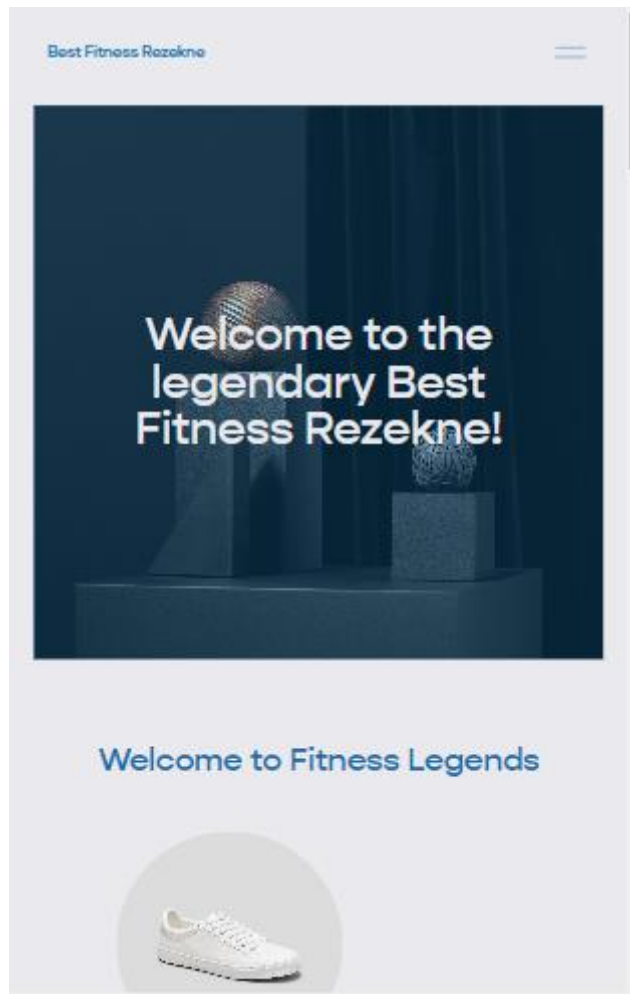 Best Fitness Rezekne
Welcome to the
legendary Best
Fitness Rezekne!
Welcome to Fitness Legends